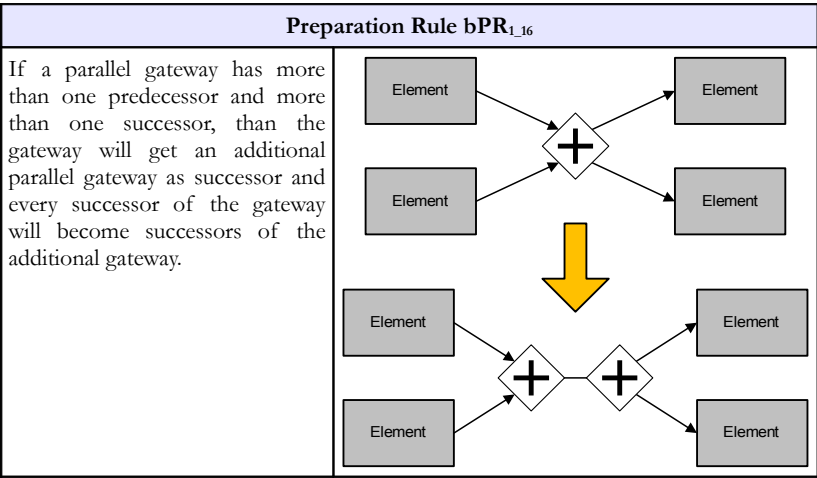 Preparation Rule bPR1_16
If a parallel gateway has more
than one predecessor and more
than one successor, than the
gateway will get an additional
parallel gateway as successor and
every successor of the gateway
will become successors of the
additional gateway.
Element
Element
Element
Element
Element
Element
Element
Element